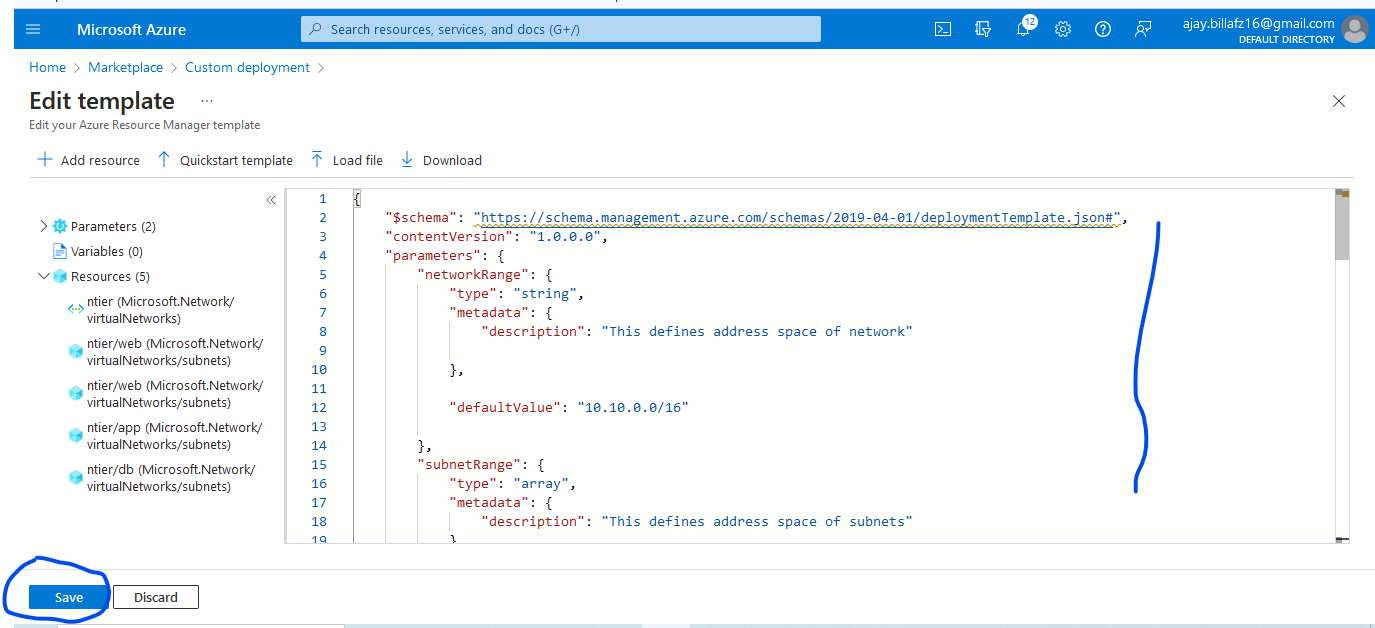 Microsoft Azure
Search resources, services, and docs (G+/)
12
ajay.billafz16@gmail.com
DEFAULT DIRECTORY
Home > Marketplace > Custom deployment >
Edit template ...
Edit your Azure Resource Manager template
Add resource
Quickstart template
Load file
Download
Parameters (2)
Variables (0)
Resources (5)
ntier (Microsoft.Network/
virtualNetworks)
ntier/web (Microsoft.Network/
virtualNetworks/subnets)
ntier/web (Microsoft.Network/
virtualNetworks/subnets)
ntier/app (Microsoft.Network/
virtualNetworks/subnets)
ntier/db (Microsoft.Network/
virtualNetworks/subnets)
1 {
2 "$schema": "https://schema.management.azure.com/schemas/2019-04-01/deploymentTemplate.json#",
3 "contentVersion": "1.0.0.0",
4 "parameters": {
5 "networkRange": {
6 "type": "string",
7 "metadata": {
8 "description": "This defines address space of network"
9
10 },
11
12 "defaultValue": "10.10.0.0/16"
13
14 },
15 "subnetRange": {
16 "type": "array",
17 "metadata": {
18 "description": "This defines address space of subnets"
19 }
Save
Discard